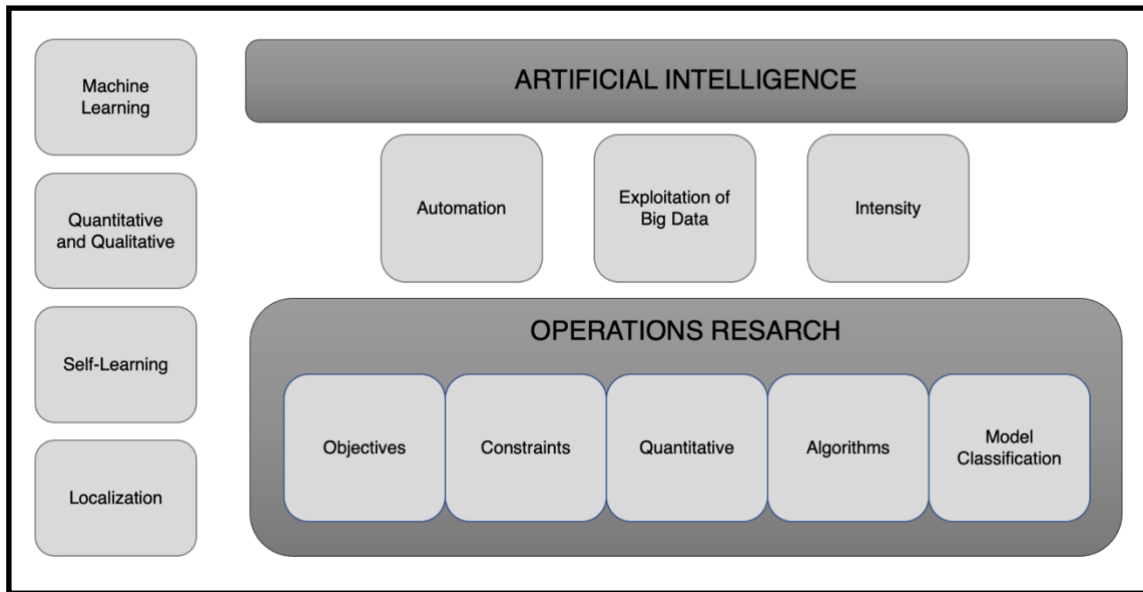 Machine
Learning
Quantitative
and Qualitative
Self-Learning
Localization
ARTIFICIAL INTELLIGENCE
Automation
Exploitation of
Big Data
Intensity
OPERATIONS RESARCH
Objectives
Constraints
Quantitative
Algorithms
Model
Classification